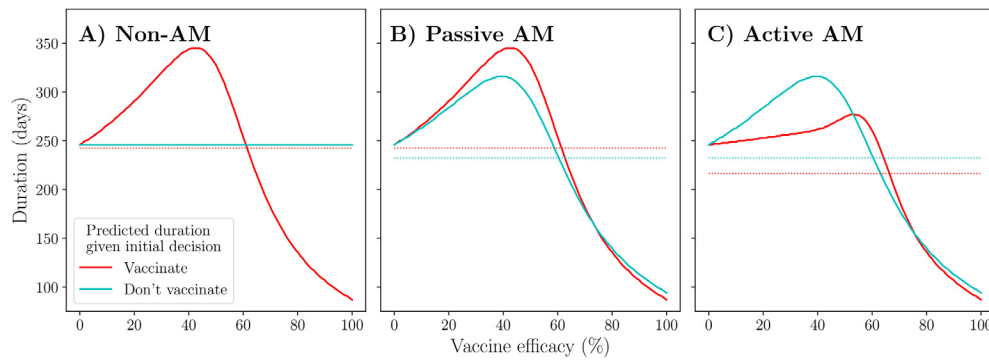 A) Non-AM
B) Passive AM
C) Active AM
Duration (days)
350
300
250
200
150
100
Predicted duration
given initial decision
Vaccinate
Don't vaccinate
0 20 40 60 80 100
0 20 40 60 80 100
0 20 40 60 80 100
Vaccine efficacy (%)